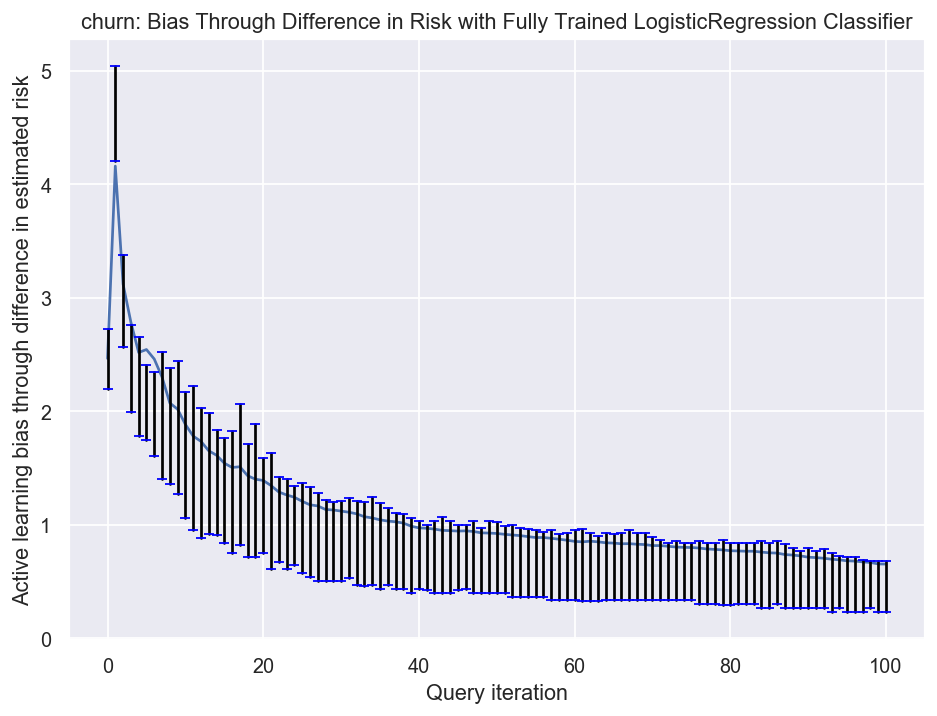 churn: Bias Through Difference in Risk with Fully Trained LogisticRegression Classifier
Active learning bias through difference in estimated risk
5
4
3
2
1
0
0 20 40 60 80 100
Query iteration